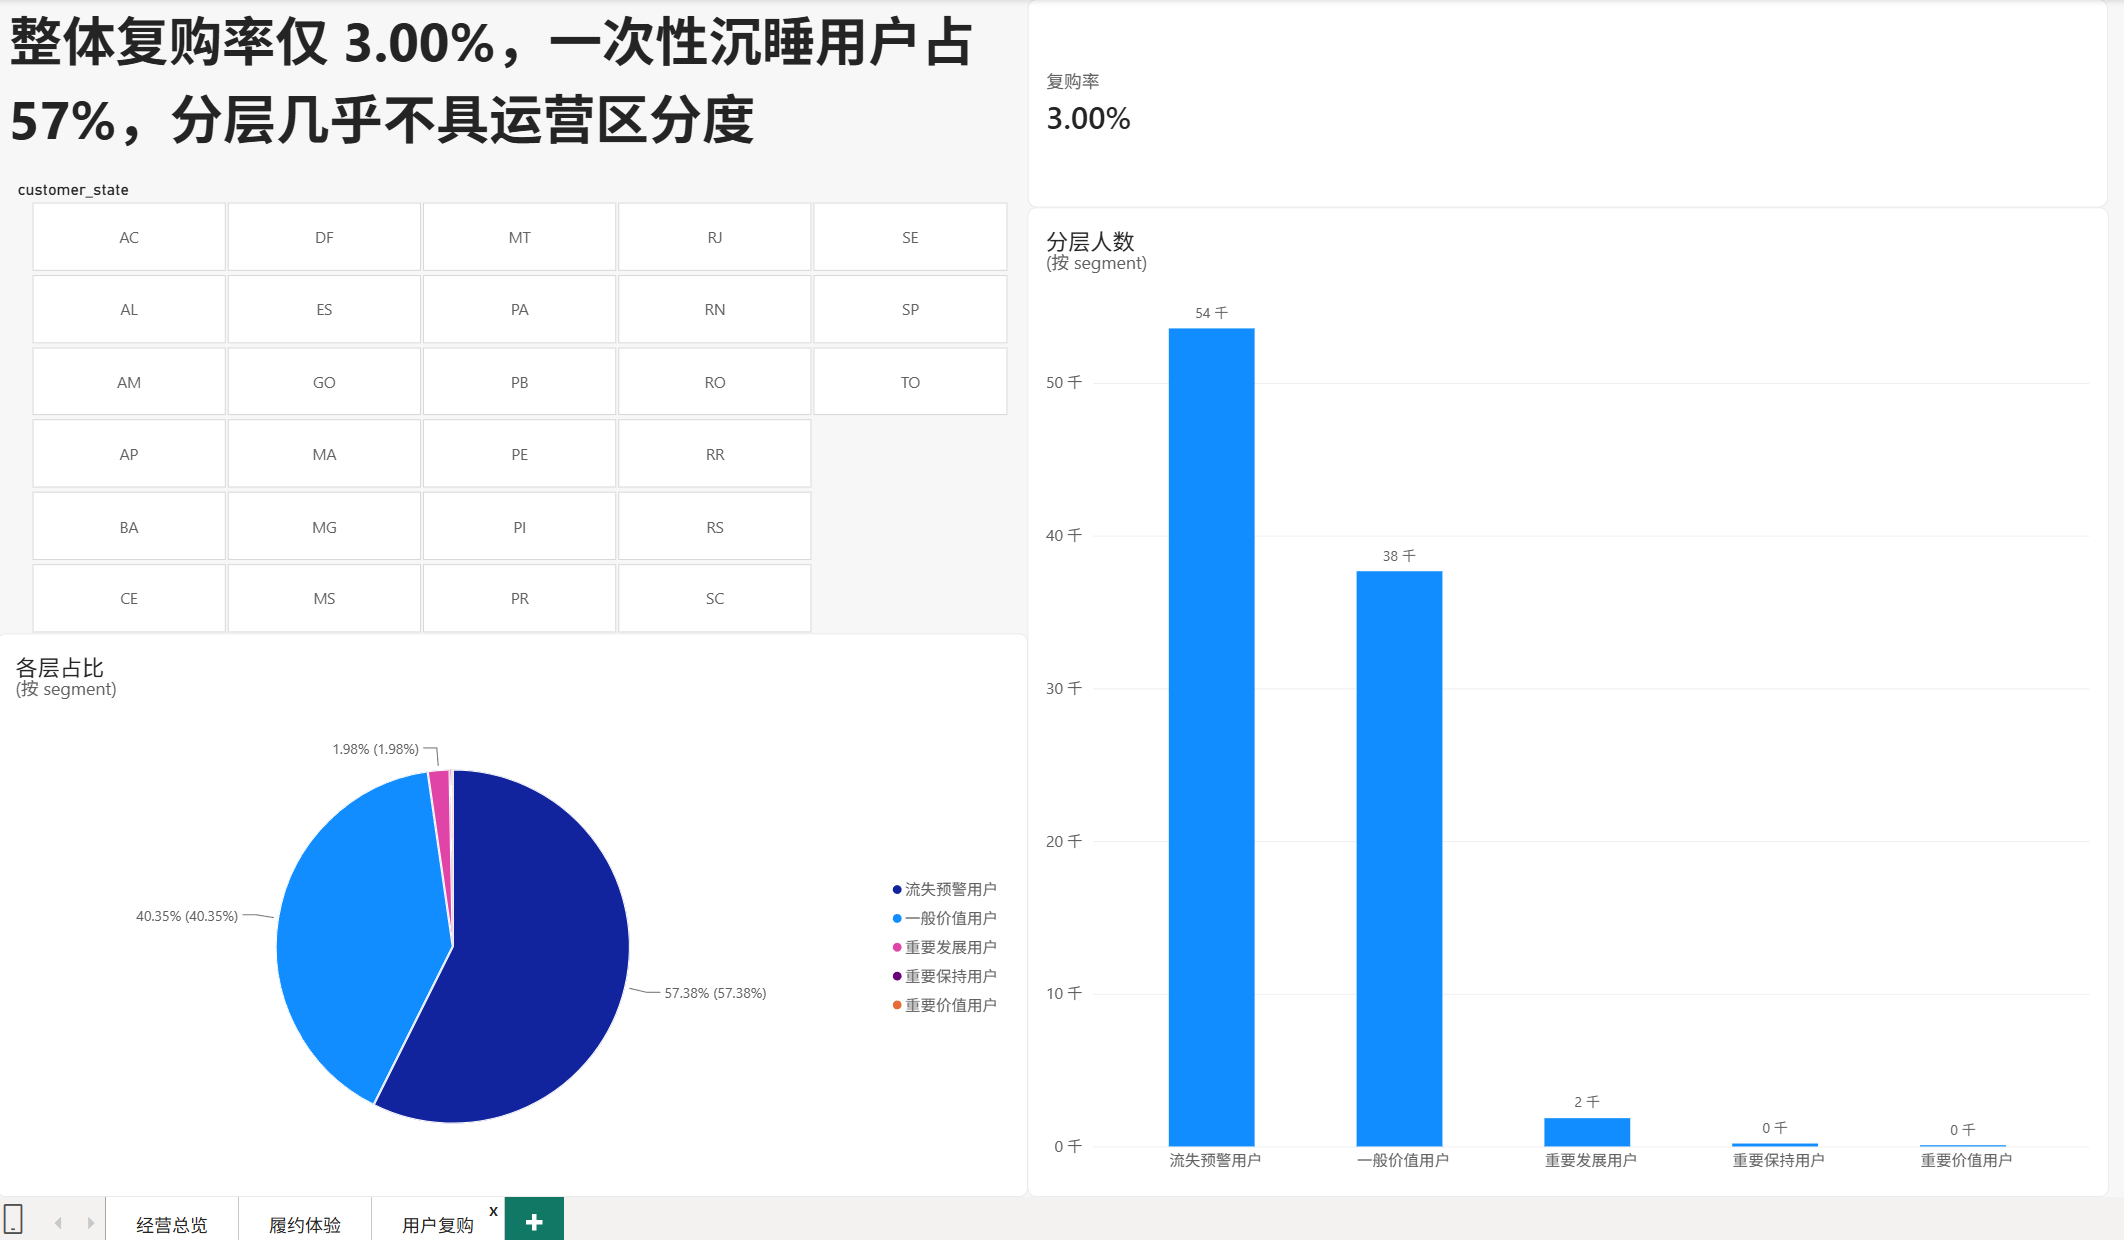 整体复购率仅 3.00%，一次性沉睡用户占
57%，分层几乎不具运营区分度
customer_state
AC DF MT RJ SE
AL ES PA RN SP
AM GO PB RO TO
AP MA PE RR
BA MG PI RS
CE MS PR SC
各层占比
(按 segment)
1.98% (1.98%)
40.35% (40.35%)
57.38% (57.38%)
流失预警用户
一般价值用户
重要发展用户
重要保持用户
重要价值用户
复购率
3.00%
分层人数
(按 segment)
54 千
50 千
38 千
40 千
30 千
20 千
10 千
2 千
0 千
0 千
0 千
流失预警用户 一般价值用户 重要发展用户 重要保持用户 重要价值用户
经营总览 履约体验 用户复购 x